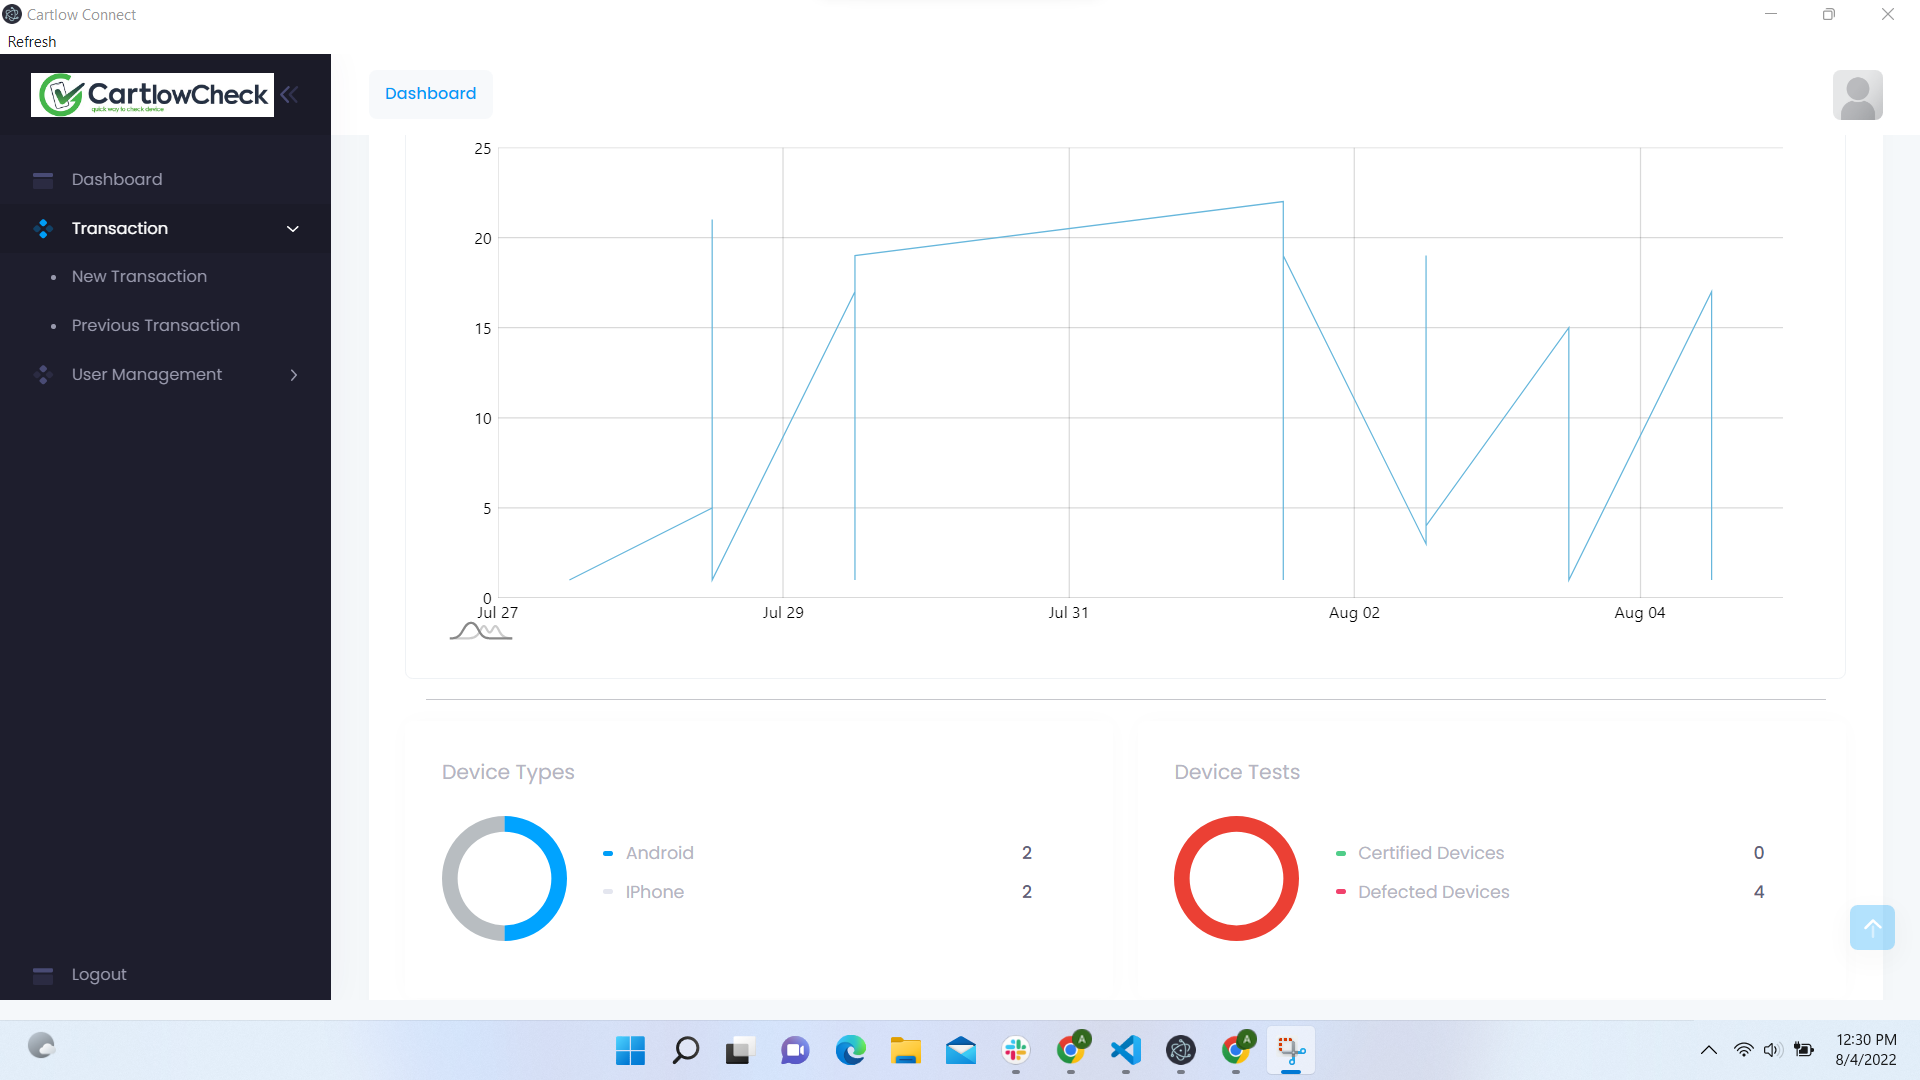 Cartlow Connect
Refresh
CartlowCheck
quick way to check device
Dashboard
Dashboard
Transaction
New Transaction
Previous Transaction
User Management
Logout
25
20
15
10
5
0
Jul 27
Jul 29
Jul 31
Aug 02
Aug 04
Device Types
Android 2
IPhone 2
Device Tests
Certified Devices 0
Defected Devices 4
A
A
12:30 PM
8/4/2022